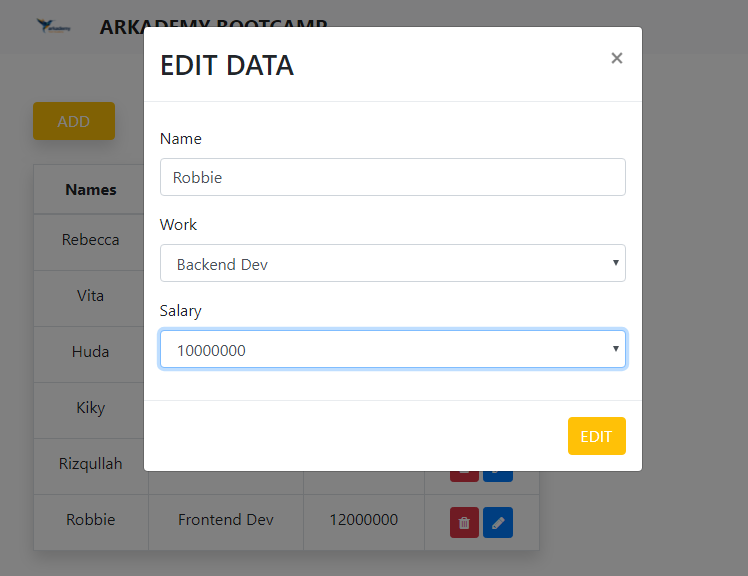 ARKADEMY BOOTCAMP
EDIT DATA
×
ADD
Name
Robbie
Names
Work
Rebecca
Backend Dev
Vita
Salary
Huda
10000000
Kiky
EDIT
Rizqullah
Robbie Frontend Dev 12000000